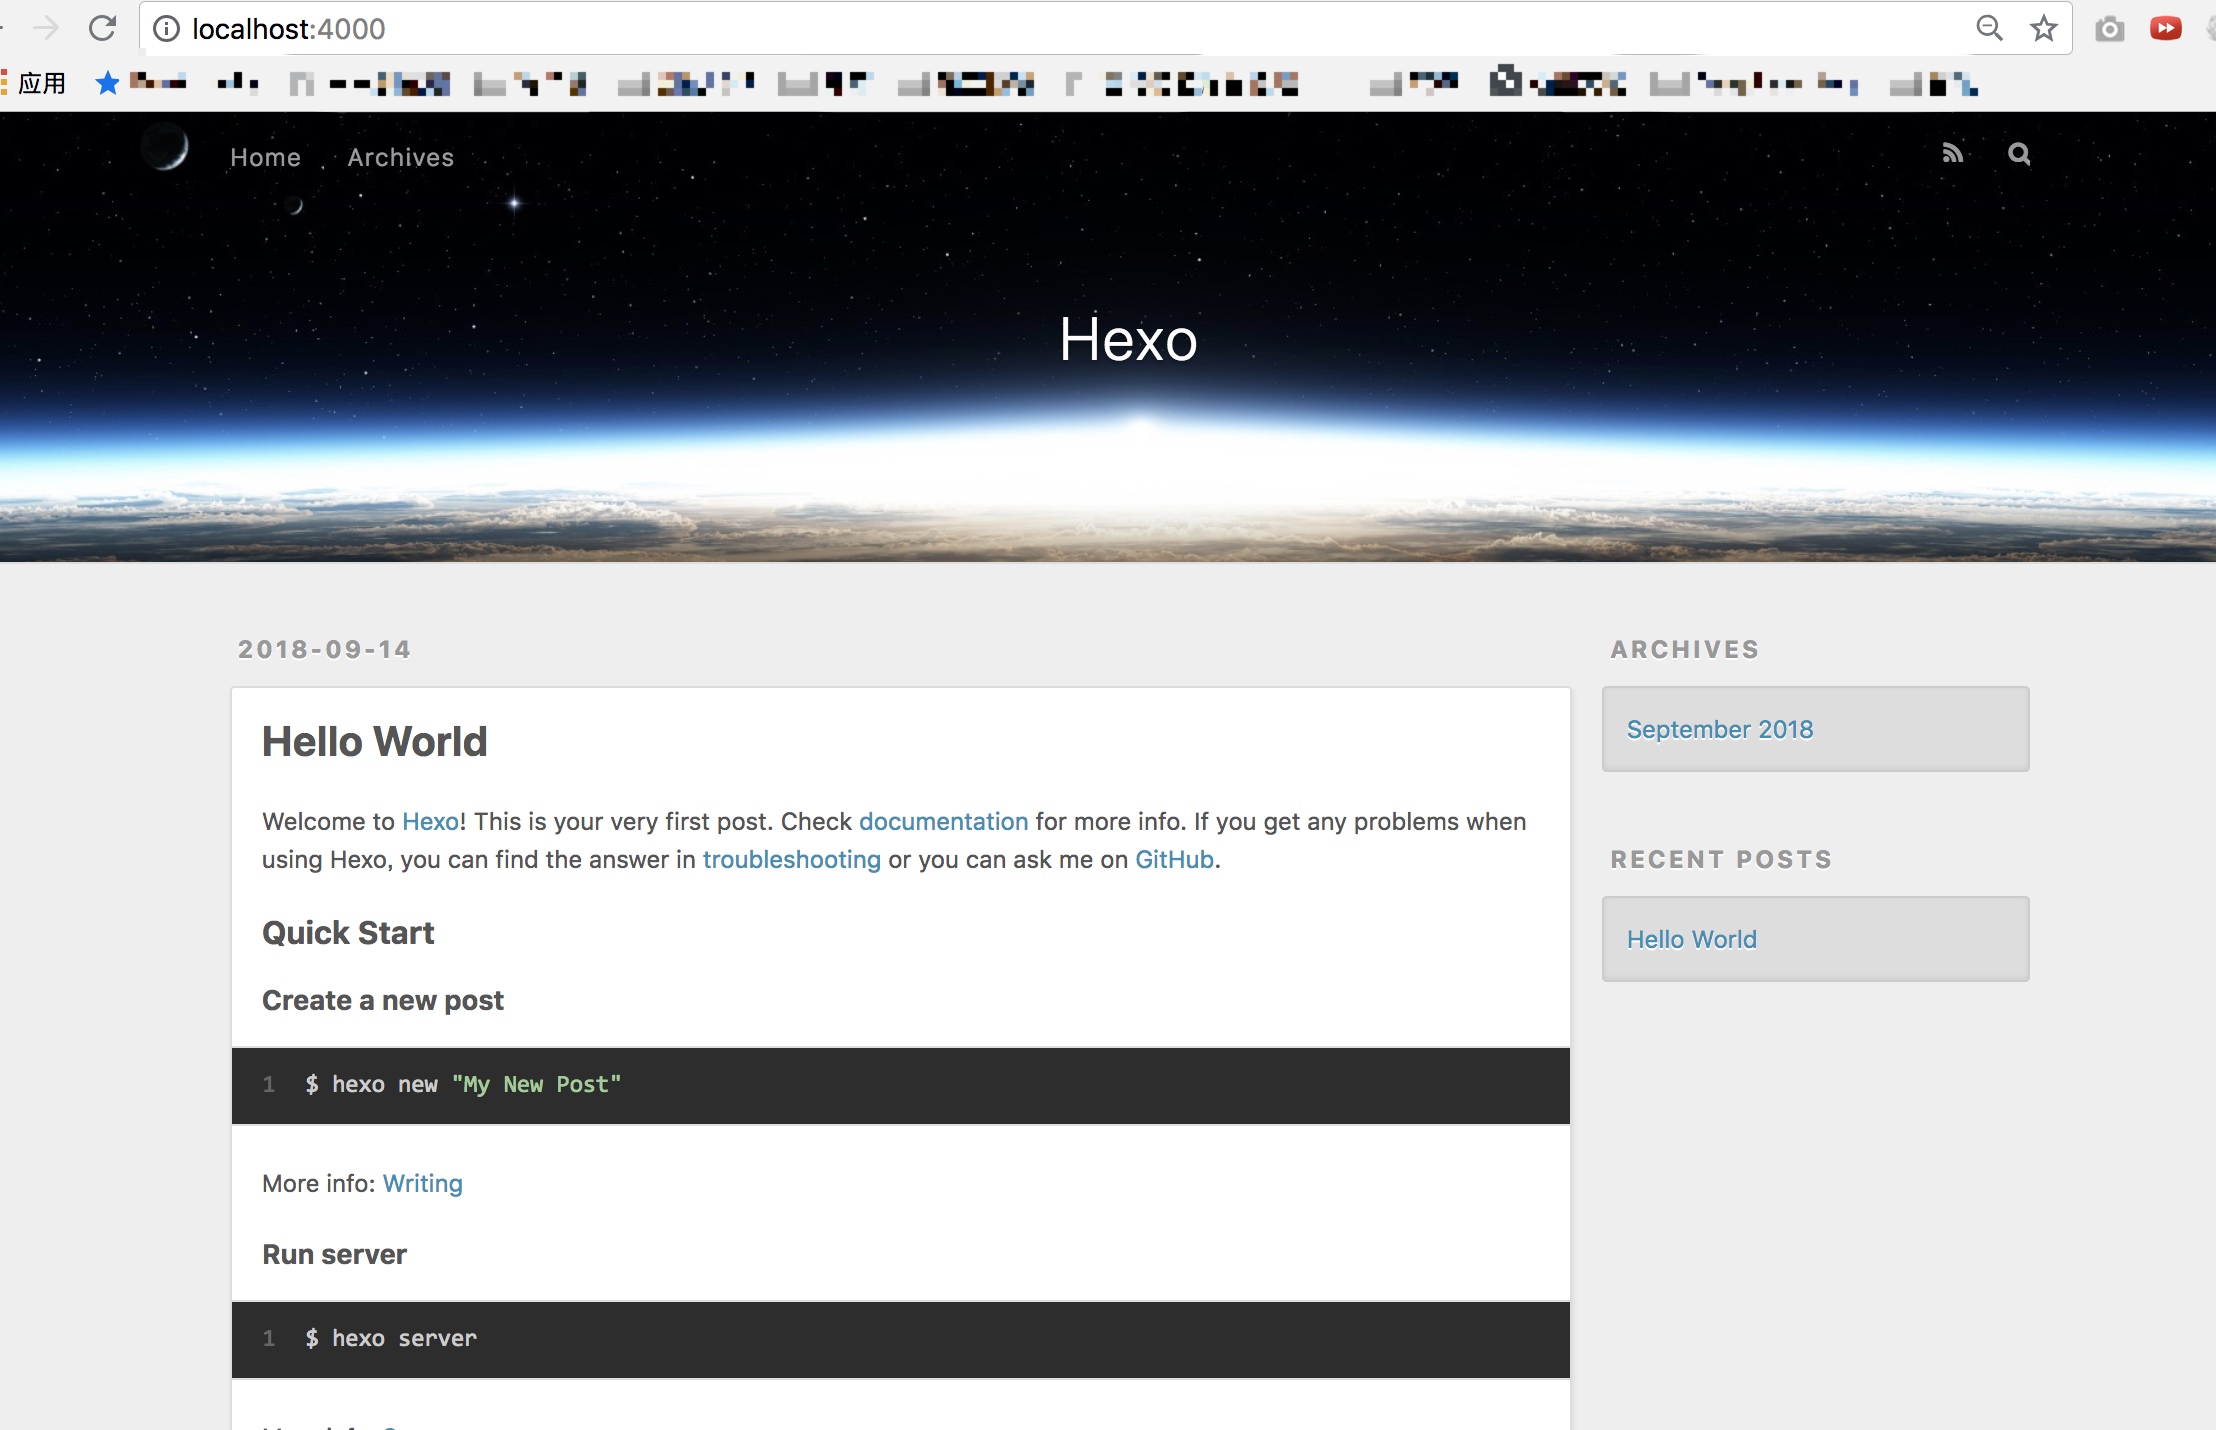 localhost:4000
应用
Home Archives
Hexo
2018-09-14
Hello World
Welcome to Hexo! This is your very first post. Check documentation for more info. If you get any problems when
using Hexo, you can find the answer in troubleshooting or you can ask me on GitHub.
Quick Start
Create a new post
1 $ hexo new "My New Post"
More info: Writing
Run server
1 $ hexo server
ARCHIVES
September 2018
RECENT POSTS
Hello World